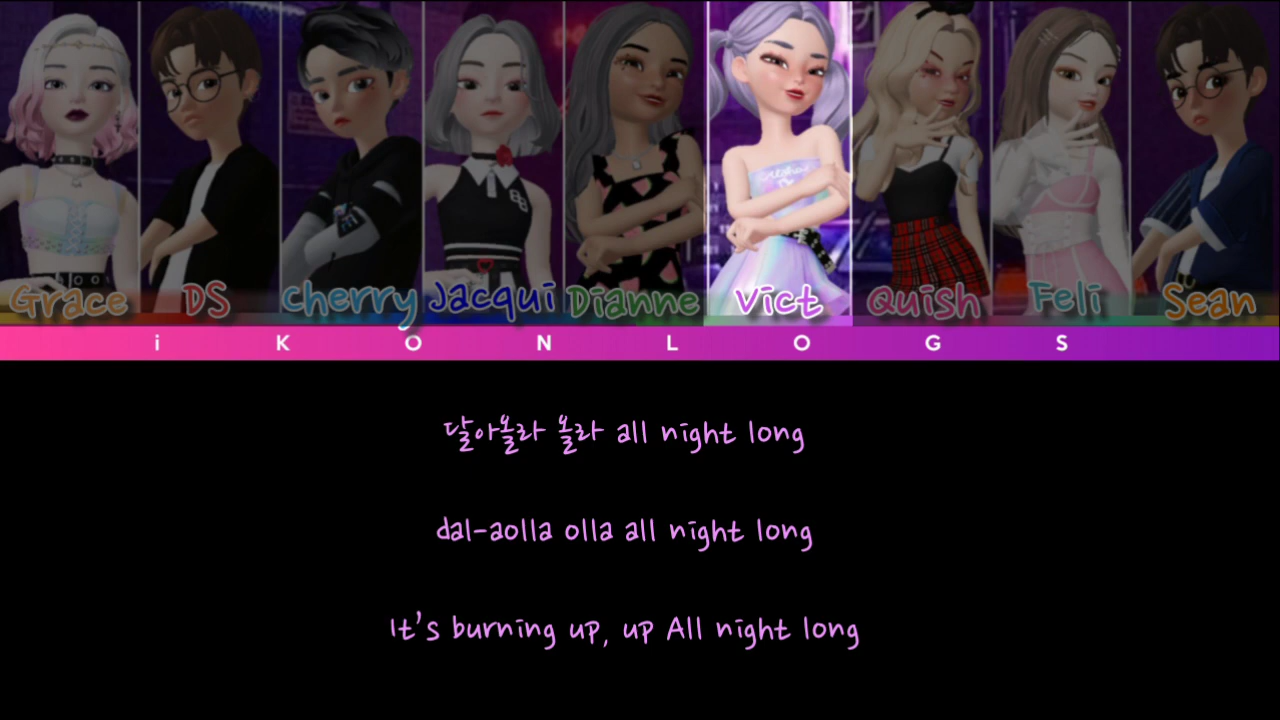 Grace DS cherry Jacqui Dianne Vict Quish Feli Sean
i K O N L O G S
달아올라 올라 all night long
dal-aolla olla all night long
It's burning up, up All night long